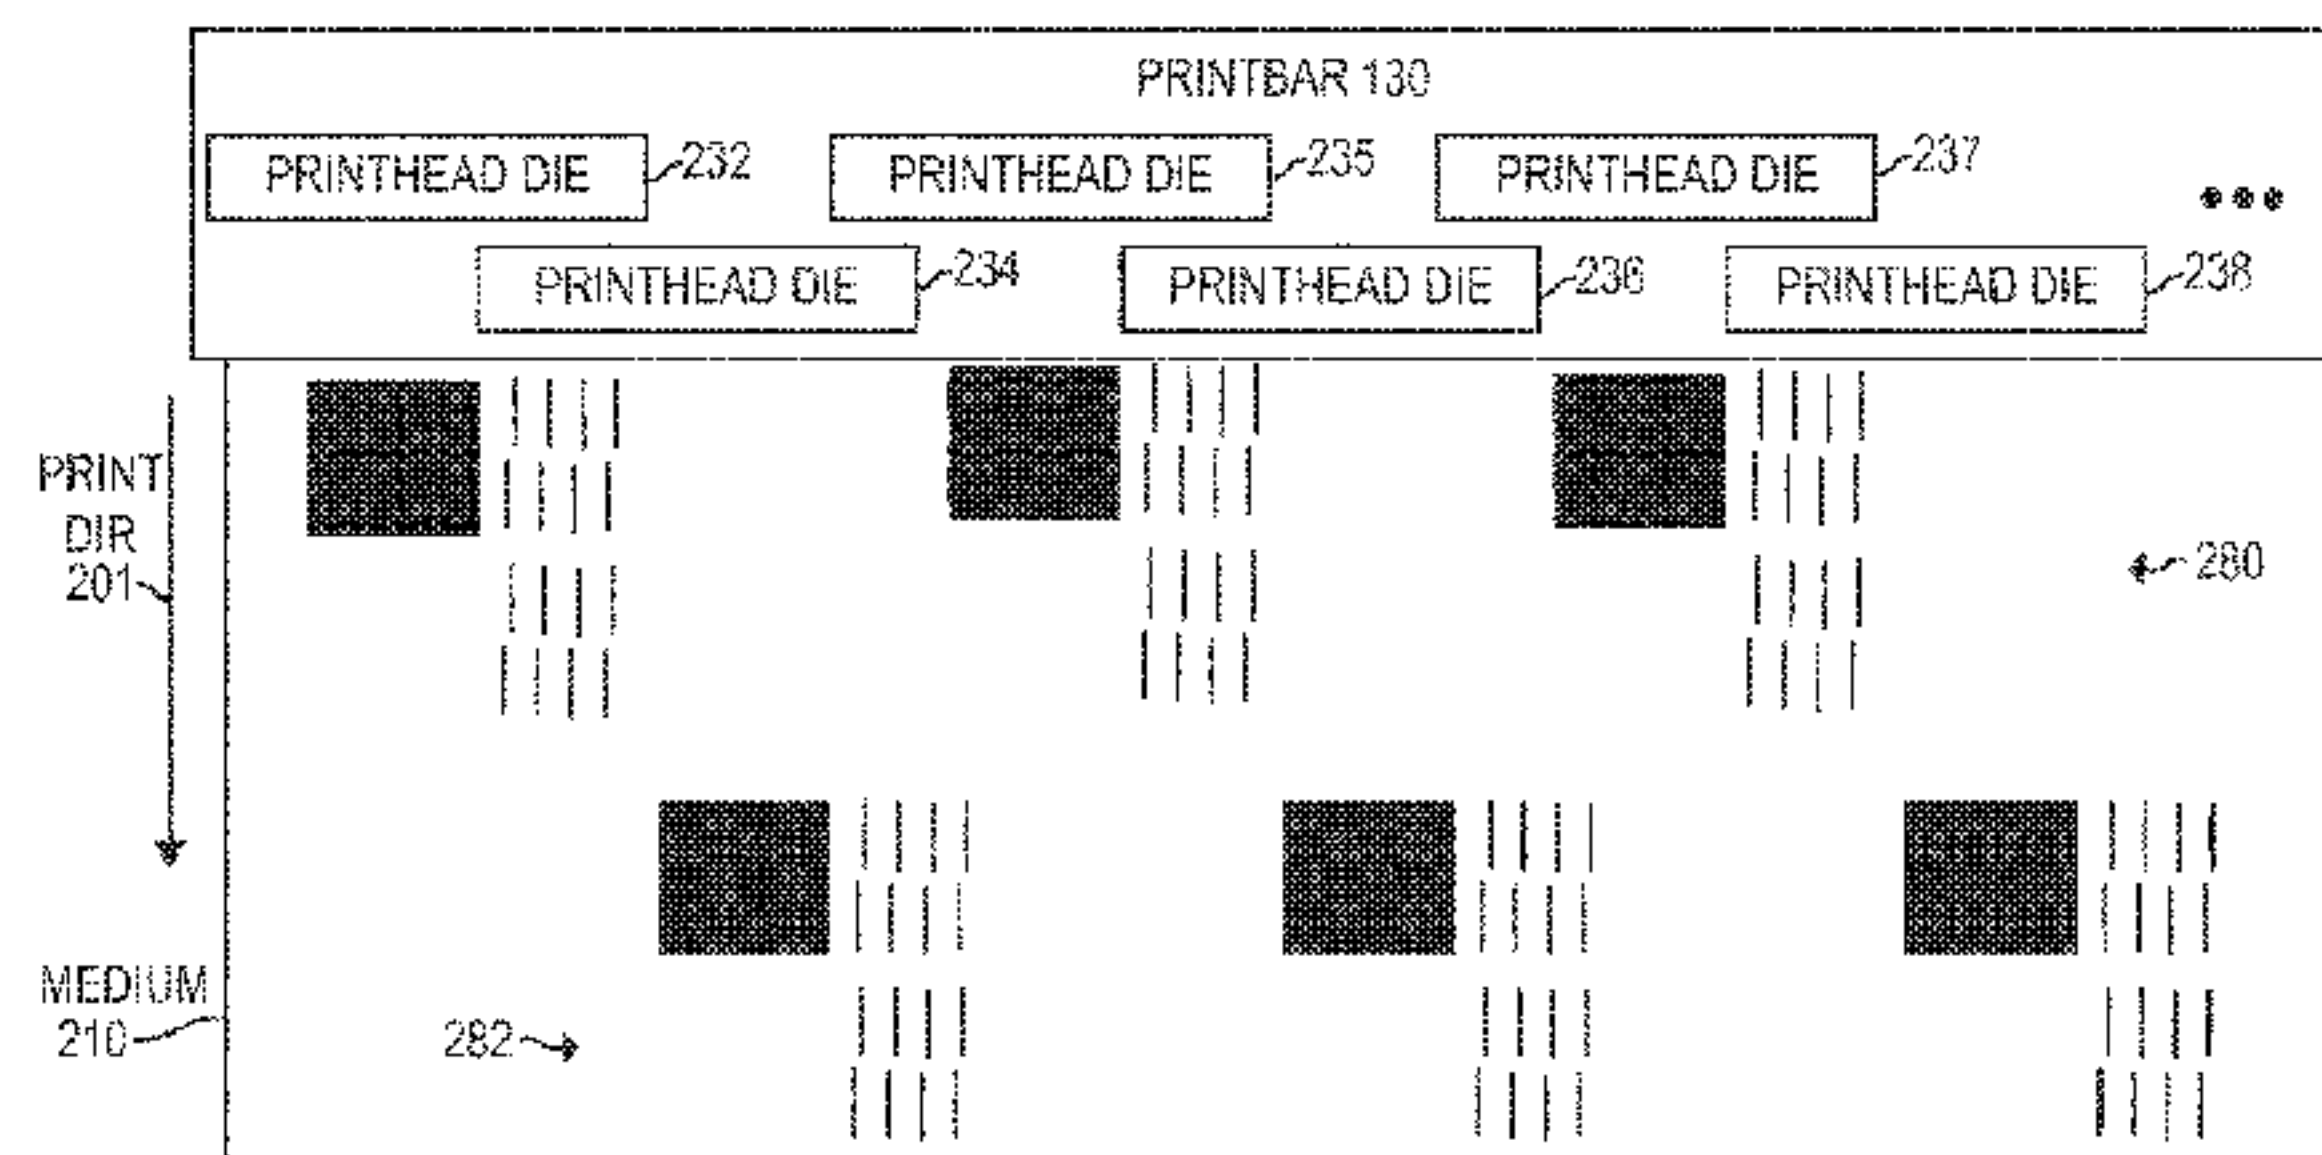 PRINTBAR 130
PRINTHEAD DIE 232 PRINTHEAD DIE 235 PRINTHEAD DIE 237
PRINTHEAD DIE 234 PRINTHEAD DIE 236 PRINTHEAD DIE 238
PRINT
DIR
201
280
MEDIUM
210
282